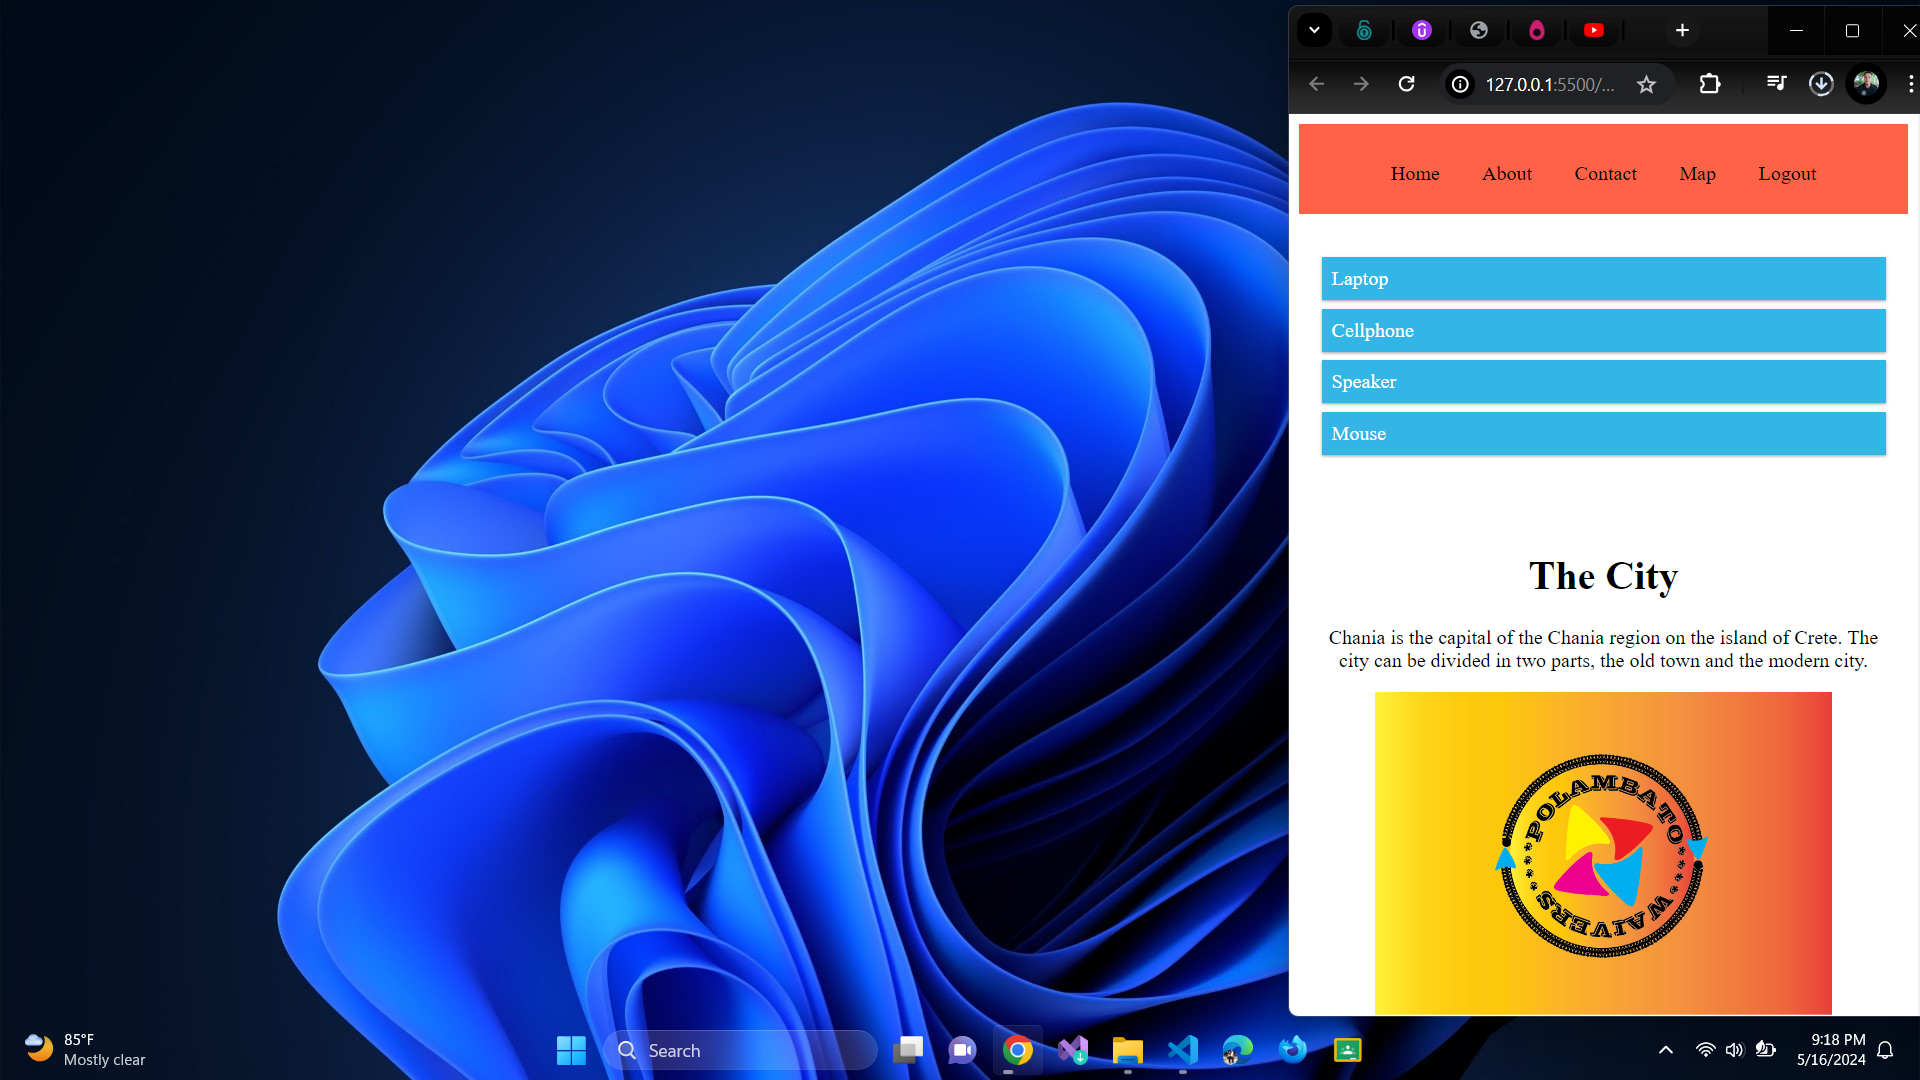 127.0.0.1:5500/...
Home About Contact Map Logout
Laptop
Cellphone
Speaker
Mouse
The City
Chania is the capital of the Chania region on the island of Crete. The
city can be divided in two parts, the old town and the modern city.
POLAMBATO
WAIVERS
85°F
Mostly clear
Search
9:18 PM
5/16/2024